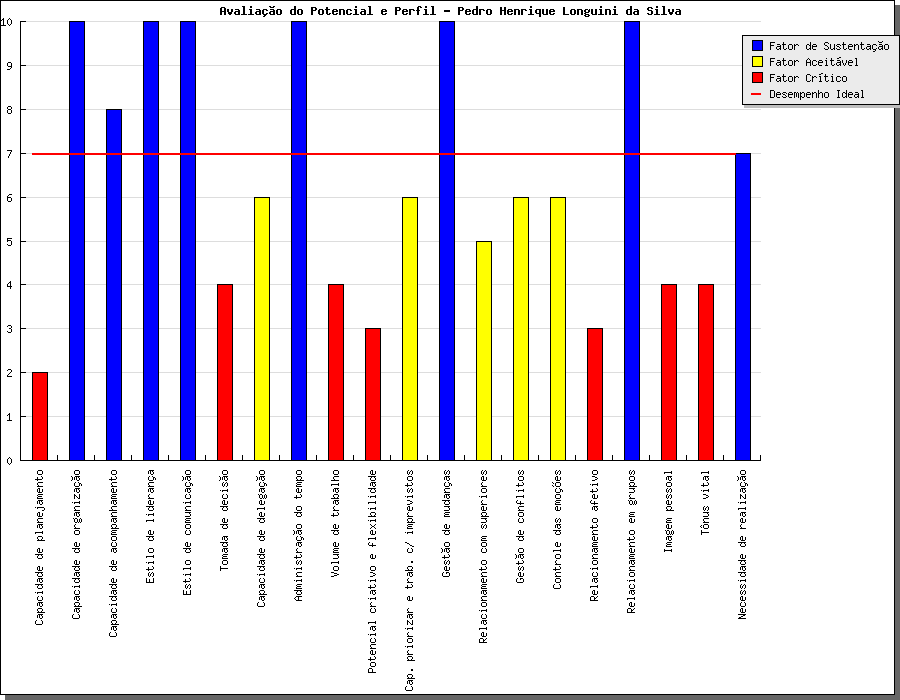 Avaliação do Potencial e Perfil - Pedro Henrique Longuini da Silva
Fator de Sustentação
Fator Aceitável
Fator Crítico
Desempenho Ideal
10
9
8
7
6
5
4
3
2
1
0
Capacidade de planejamento
Capacidade de organização
Capacidade de acompanhamento
Estilo de liderança
Estilo de comunicação
Tomada de decisão
Capacidade de delegação
Administração do tempo
Volume de trabalho
Potencial criativo e flexibilidade
Cap. priorizar e trab. c/ imprevistos
Gestão de mudanças
Relacionamento com superiores
Gestão de conflitos
Controle das emoções
Relacionamento afetivo
Relacionamento em grupos
Imagem pessoal
Tônus vital
Necessidade de realização